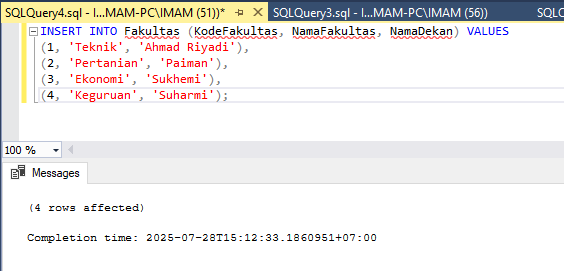 SQLQuery4.sql - I...MAM-PC\IMAM (51))* SQLQuery3.sql - I...MAM-PC\IMAM (56)) SQLQ
INSERT INTO Fakultas (KodeFakultas, NamaFakultas, NamaDekan) VALUES
(1, 'Teknik', 'Ahmad Riyadi'),
(2, 'Pertanian', 'Paiman'),
(3, 'Ekonomi', 'Sukhemi'),
(4, 'Keguruan', 'Suharmi');
100 %
Messages
(4 rows affected)
Completion time: 2025-07-28T15:12:33.1860951+07:00